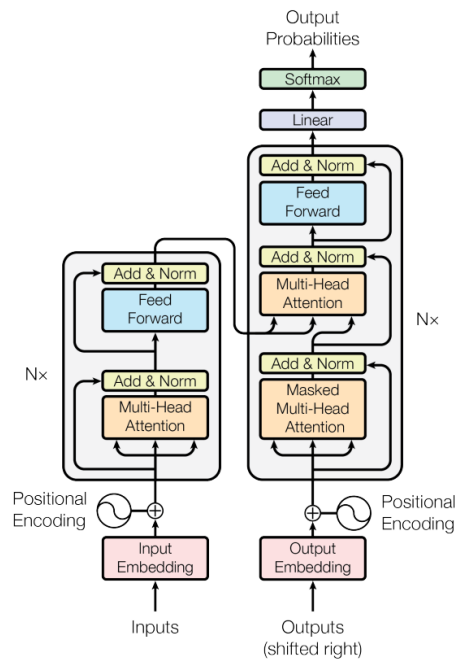 Output
Probabilities
Softmax
Linear
Add & Norm
Feed
Forward
Add & Norm
Multi-Head
Attention
Nx
Add & Norm
Masked
Multi-Head
Attention
Add & Norm
Feed
Forward
Nx
Add & Norm
Multi-Head
Attention
Positional
Encoding
Positional
Encoding
Input
Embedding
Output
Embedding
Inputs
Outputs
(shifted right)